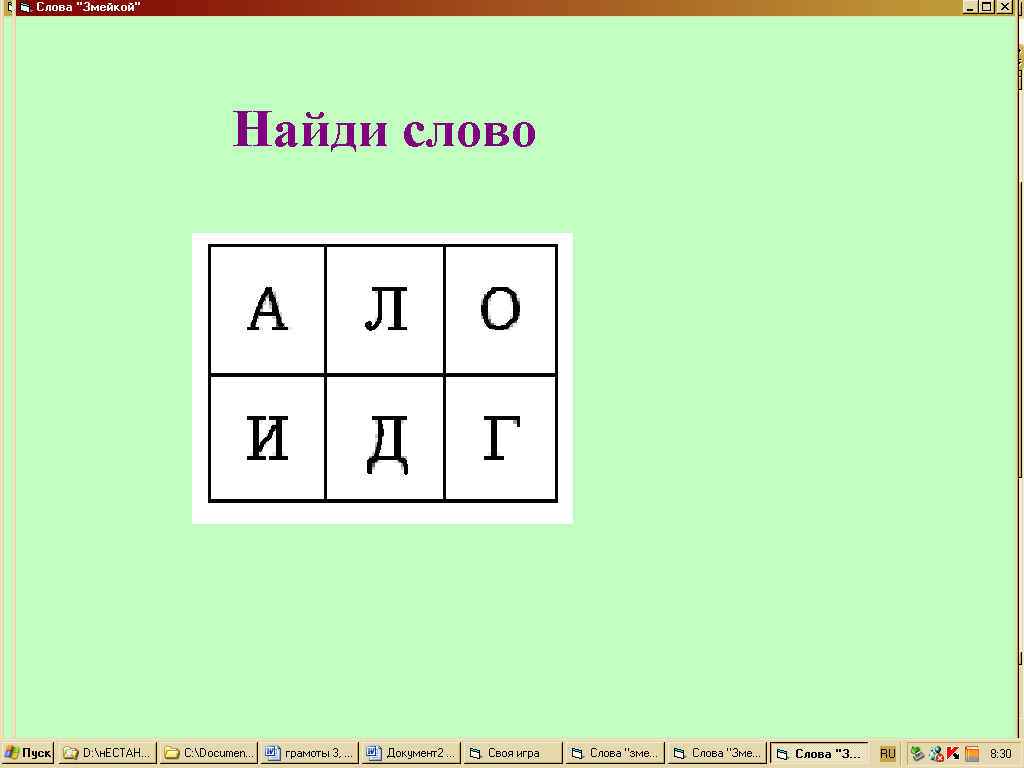 Слова "Змейкой"
Найди слово
А Л О
И Д Г
Пуск D:\нЕСТАН... C:\Documen... грамоты 3, ... Документ2 ... Своя игра Слова "зме... Слова "Зме... Слова "З... RU 8:30